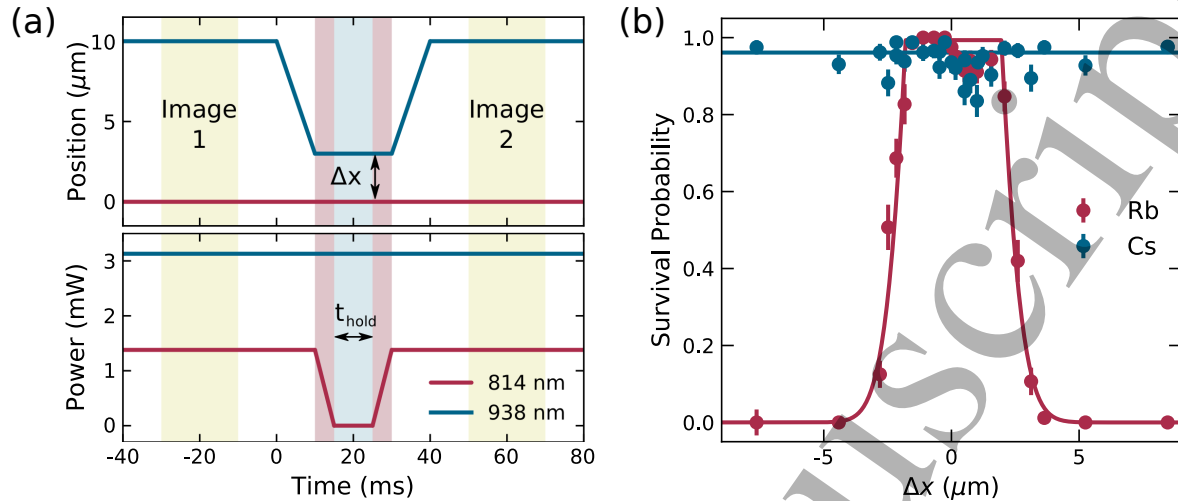 (a)
Position (μm)
10
5
0
Image
1
Image
2
Δx
Power (mW)
3
2
1
0
t_hold
814 nm
938 nm
-40 -20 0 20 40 60 80
Time (ms)
(b)
Survival Probability
1.0
0.8
0.6
0.4
0.2
0.0
Rb
Cs
-5 0 5
Δx (μm)
uscrip